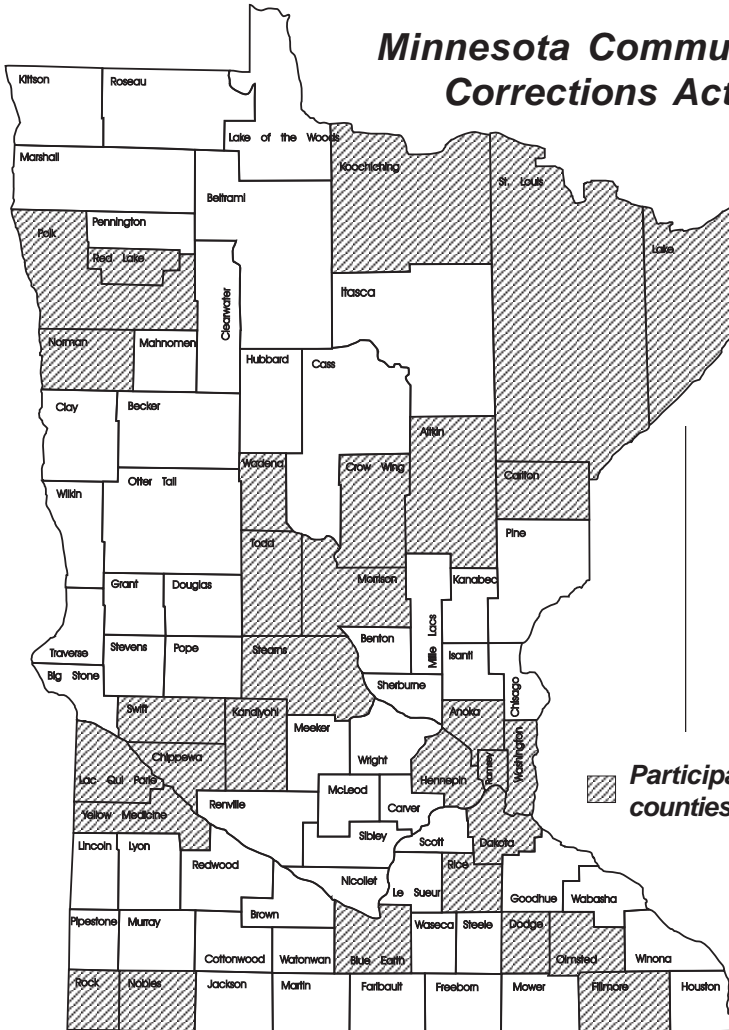 Minnesota Commu
Corrections Act
Kittson
Roseau
Lake of the Woods
Marshall
Koochiching
St. Louis
Beltrami
Lake
Polk
Pennington
Red Lake
Clearwater
Itasca
Norman
Mahnomen
Hubbard
Cass
Clay
Becker
Aitkin
Wadena
Crow Wing
Carlton
Wilkin
Otter Tail
Pine
Todd
Morrison
Grant
Douglas
Kanabec
Mille Lacs
Benton
Traverse
Stevens
Pope
Stearns
Isanti
Big Stone
Sherburne
Chisago
Swift
Kandiyohi
Anoka
Meeker
Washington
Chippewa
Wright
Ramsey
Lac Qui Parle
Hennepin
McLeod
Participa
counties
Renville
Carver
Yellow Medicine
Sibley
Scott
Dakota
Lincoln
Lyon
Redwood
Rice
Nicollet
Le Sueur
Goodhue
Wabasha
Brown
Pipestone
Murray
Waseca
Steele
Dodge
Cottonwood
Watonwan
Blue Earth
Olmsted
Winona
Rock
Nobles
Jackson
Martin
Faribault
Freeborn
Mower
Fillmore
Houston